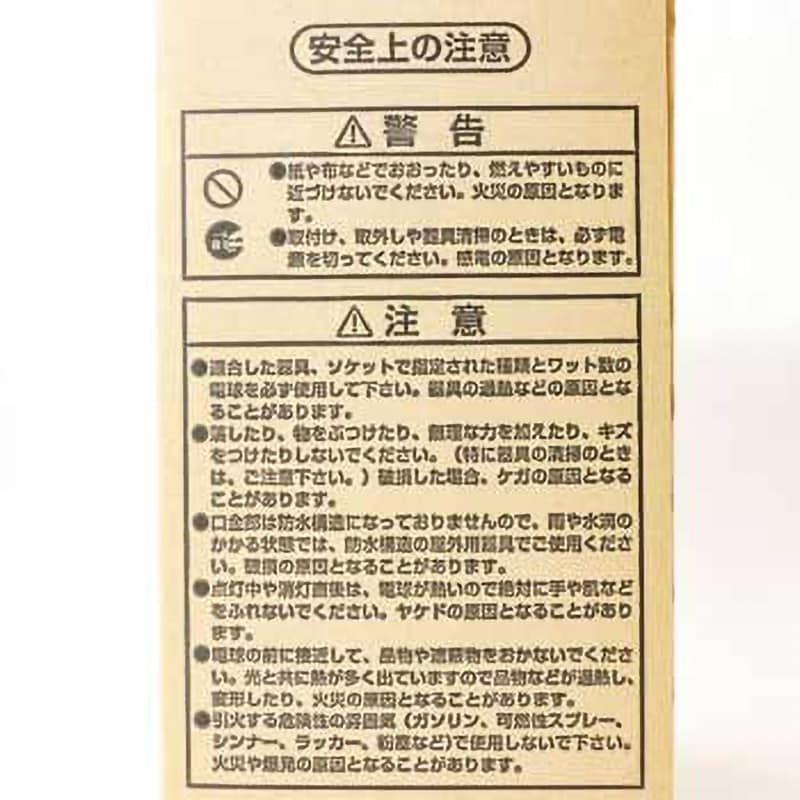 安全上の注意
⚠警 告
●紙や布などでおおったり、燃えやすいものに
近づけないでください。火災の原因となりま
す。
●取付け、取外しや器具清掃のときは、必ず電
源を切ってください。感電の原因となります。
⚠注 意
●適合した器具、ソケットで指定された種類とワット数の
電球を必ず使用して下さい。器具の過熱などの原因とな
ることがあります。
●落したり、物をぶつけたり、無理な力を加えたり、キズ
をつけたりしないでください。(特に器具の清掃のとき
は、ご注意下さい。)破損した場合、ケガの原因となる
ことがあります。
●口金部は防水構造になっておりませんので、雨や水滴の
かかる状態では、防水構造の屋外用器具でご使用くださ
い。破損の原因となることがあります。
●点灯中や消灯直後は、電球が熱いので絶対に手や肌など
をふれないでください。ヤケドの原因となることがあり
ます。
●電球の前に接近して、品物や遮蔽物をおかないでくださ
い。光と共に熱が多く出ていますので品物などが過熱し、
変形したり、火災の原因となることがあります。
●引火する危険性の雰囲気(ガソリン、可燃性スプレー、
シンナー、ラッカー、粉塵など)で使用しないで下さい。
火災や爆発の原因となることがあります。